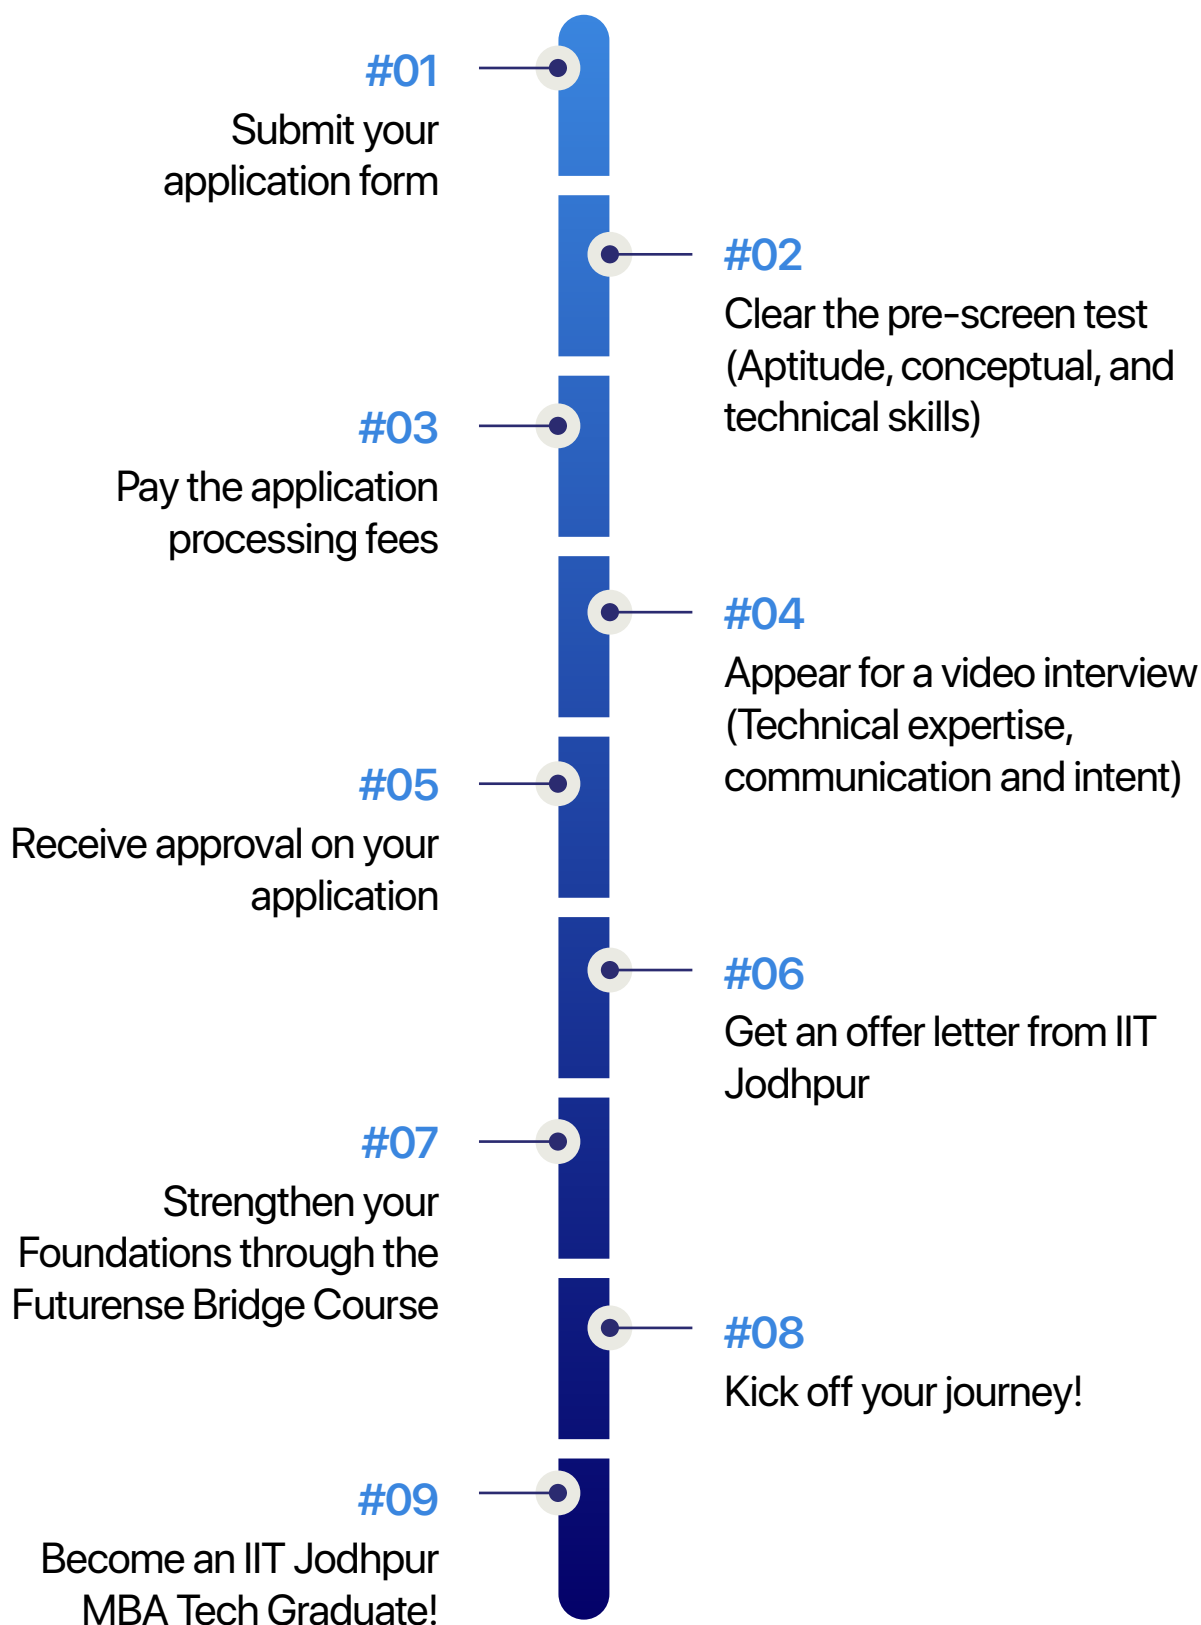 #01
Submit your
application form
#02
Clear the pre-screen test
(Aptitude, conceptual, and
technical skills)
#03
Pay the application
processing fees
#04
Appear for a video interview
(Technical expertise,
communication and intent)
#05
Receive approval on your
application
#06
Get an offer letter from IIT
Jodhpur
#07
Strengthen your
Foundations through the
Futurense Bridge Course
#08
Kick off your journey!
#09
Become an IIT Jodhpur
MBA Tech Graduate!